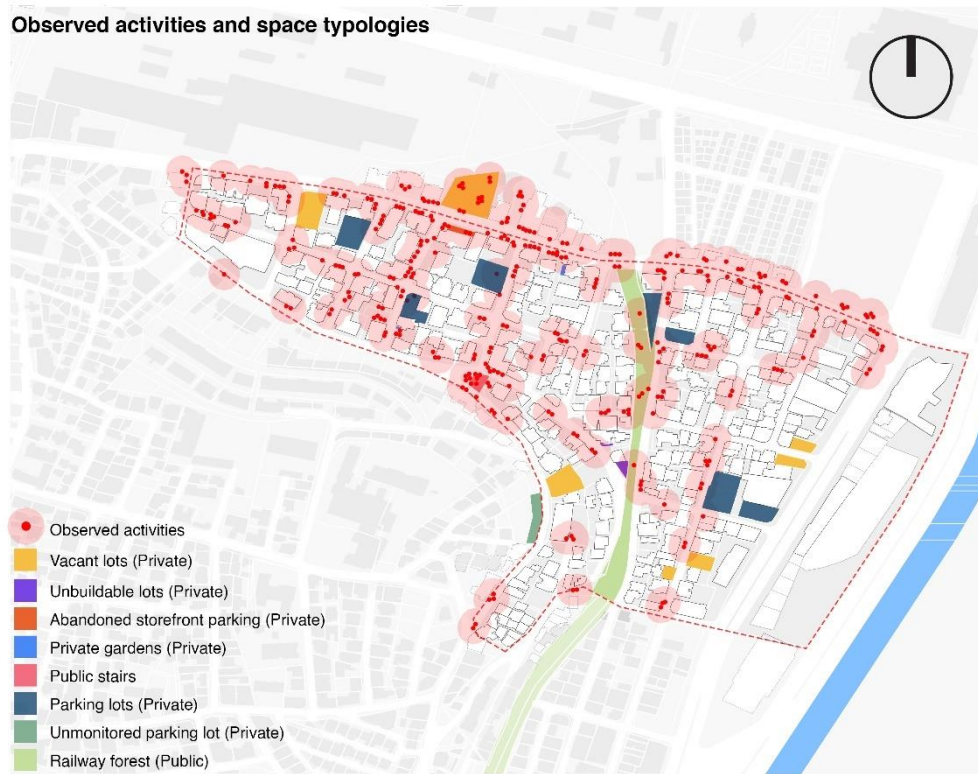 Observed activities and space typologies
Observed activities
Vacant lots (Private)
Unbuildable lots (Private)
Abandoned storefront parking (Private)
Private gardens (Private)
Public stairs
Parking lots (Private)
Unmonitored parking lot (Private)
Railway forest (Public)